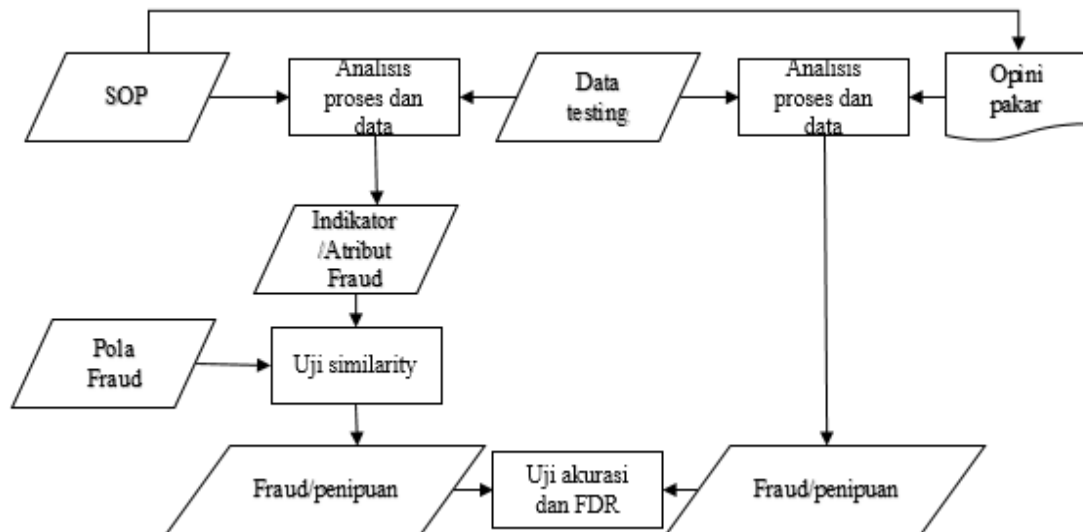 SOP
Analisis
proses dan
data
Data
testing
Analisis
proses dan
data
Opini
pakar
Indikator
/Atribut
Fraud
Pola
Fraud
Uji similarity
Fraud/penipuan
Uji akurasi
dan FDR
Fraud/penipuan